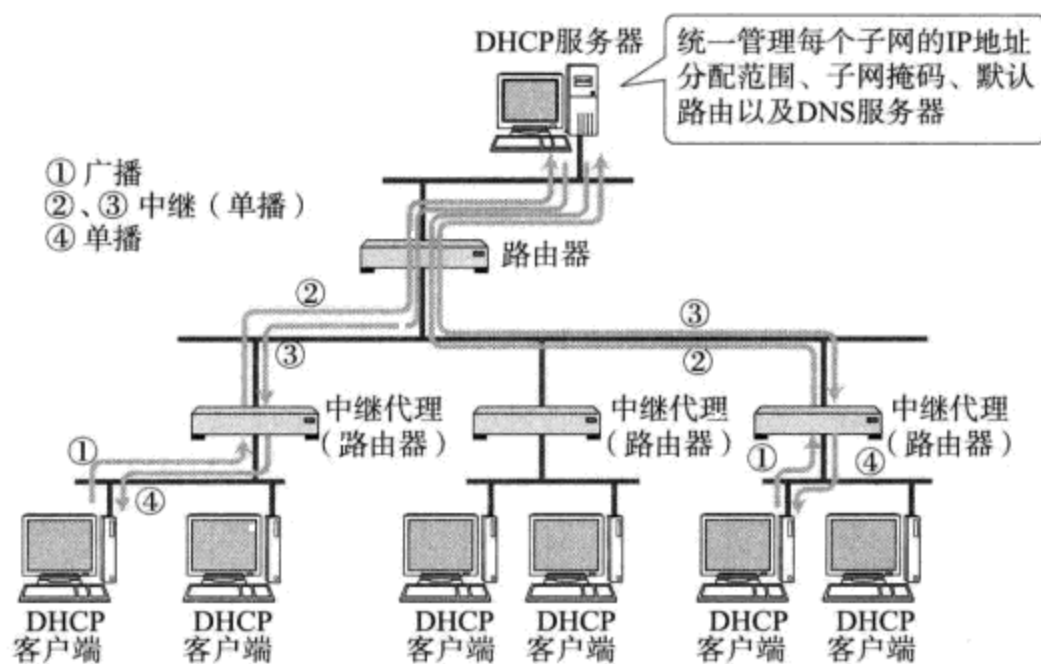 DHCP服务器
统一管理每个子网的IP地址
分配范围、子网掩码、默认
路由以及DNS服务器
① 广播
②、③ 中继（单播）
④ 单播
路由器
②
③
③
②
中继代理
（路由器）
中继代理
（路由器）
中继代理
（路由器）
①
④
①
④
DHCP
客户端
DHCP
客户端
DHCP
客户端
DHCP
客户端
DHCP
客户端
DHCP
客户端